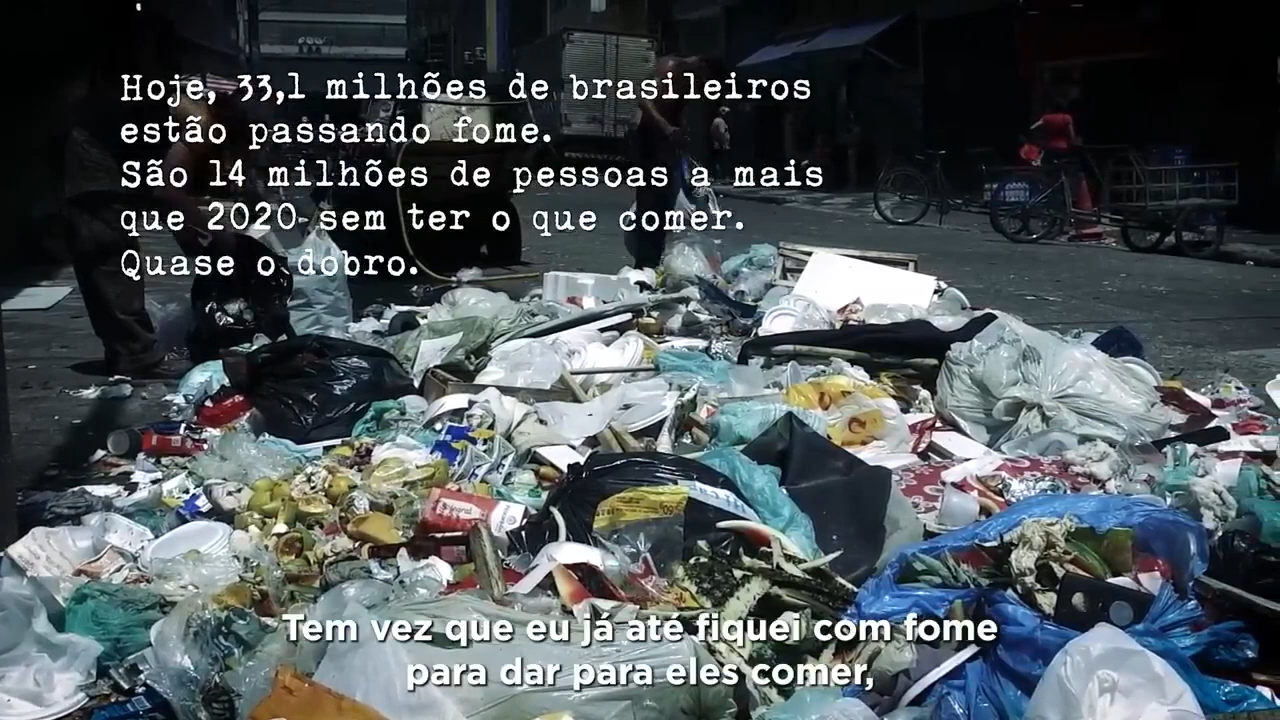 Hoje, 33,1 milhões de brasileiros
estão passando fome.
São 14 milhões de pessoas a mais
que 2020 sem ter o que comer.
Quase o dobro.
Tem vez que eu já até fiquei com fome
para dar para eles comer,